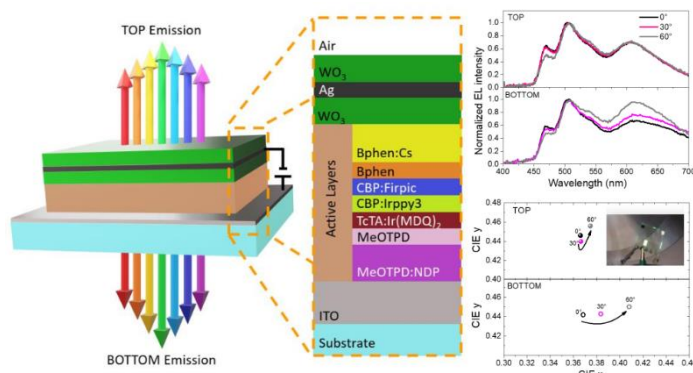 TOP Emission
BOTTOM Emission
Air
WO3
Ag
WO3
Active Layers
Bphen:Cs
Bphen
CBP:Firpic
CBP:Irppy3
TcTA:Ir(MDQ)2
MeOTPD
MeOTPD:NDP
ITO
Substrate
Normalized EL intensity
1.0
0.8
0.6
0.4
0.2
0.0
TOP
0°
30°
60°
0.8
0.6
0.4
0.2
0.0
BOTTOM
400 450 500 550 600 650 700
Wavelength (nm)
CIE y
0.48
0.46
0.44
0.42
TOP
0°
30°
60°
CIE y
0.48
0.46
0.44
0.42
BOTTOM
0°
30°
60°
0.30 0.32 0.34 0.36 0.38 0.40 0.42 0.44 0.46